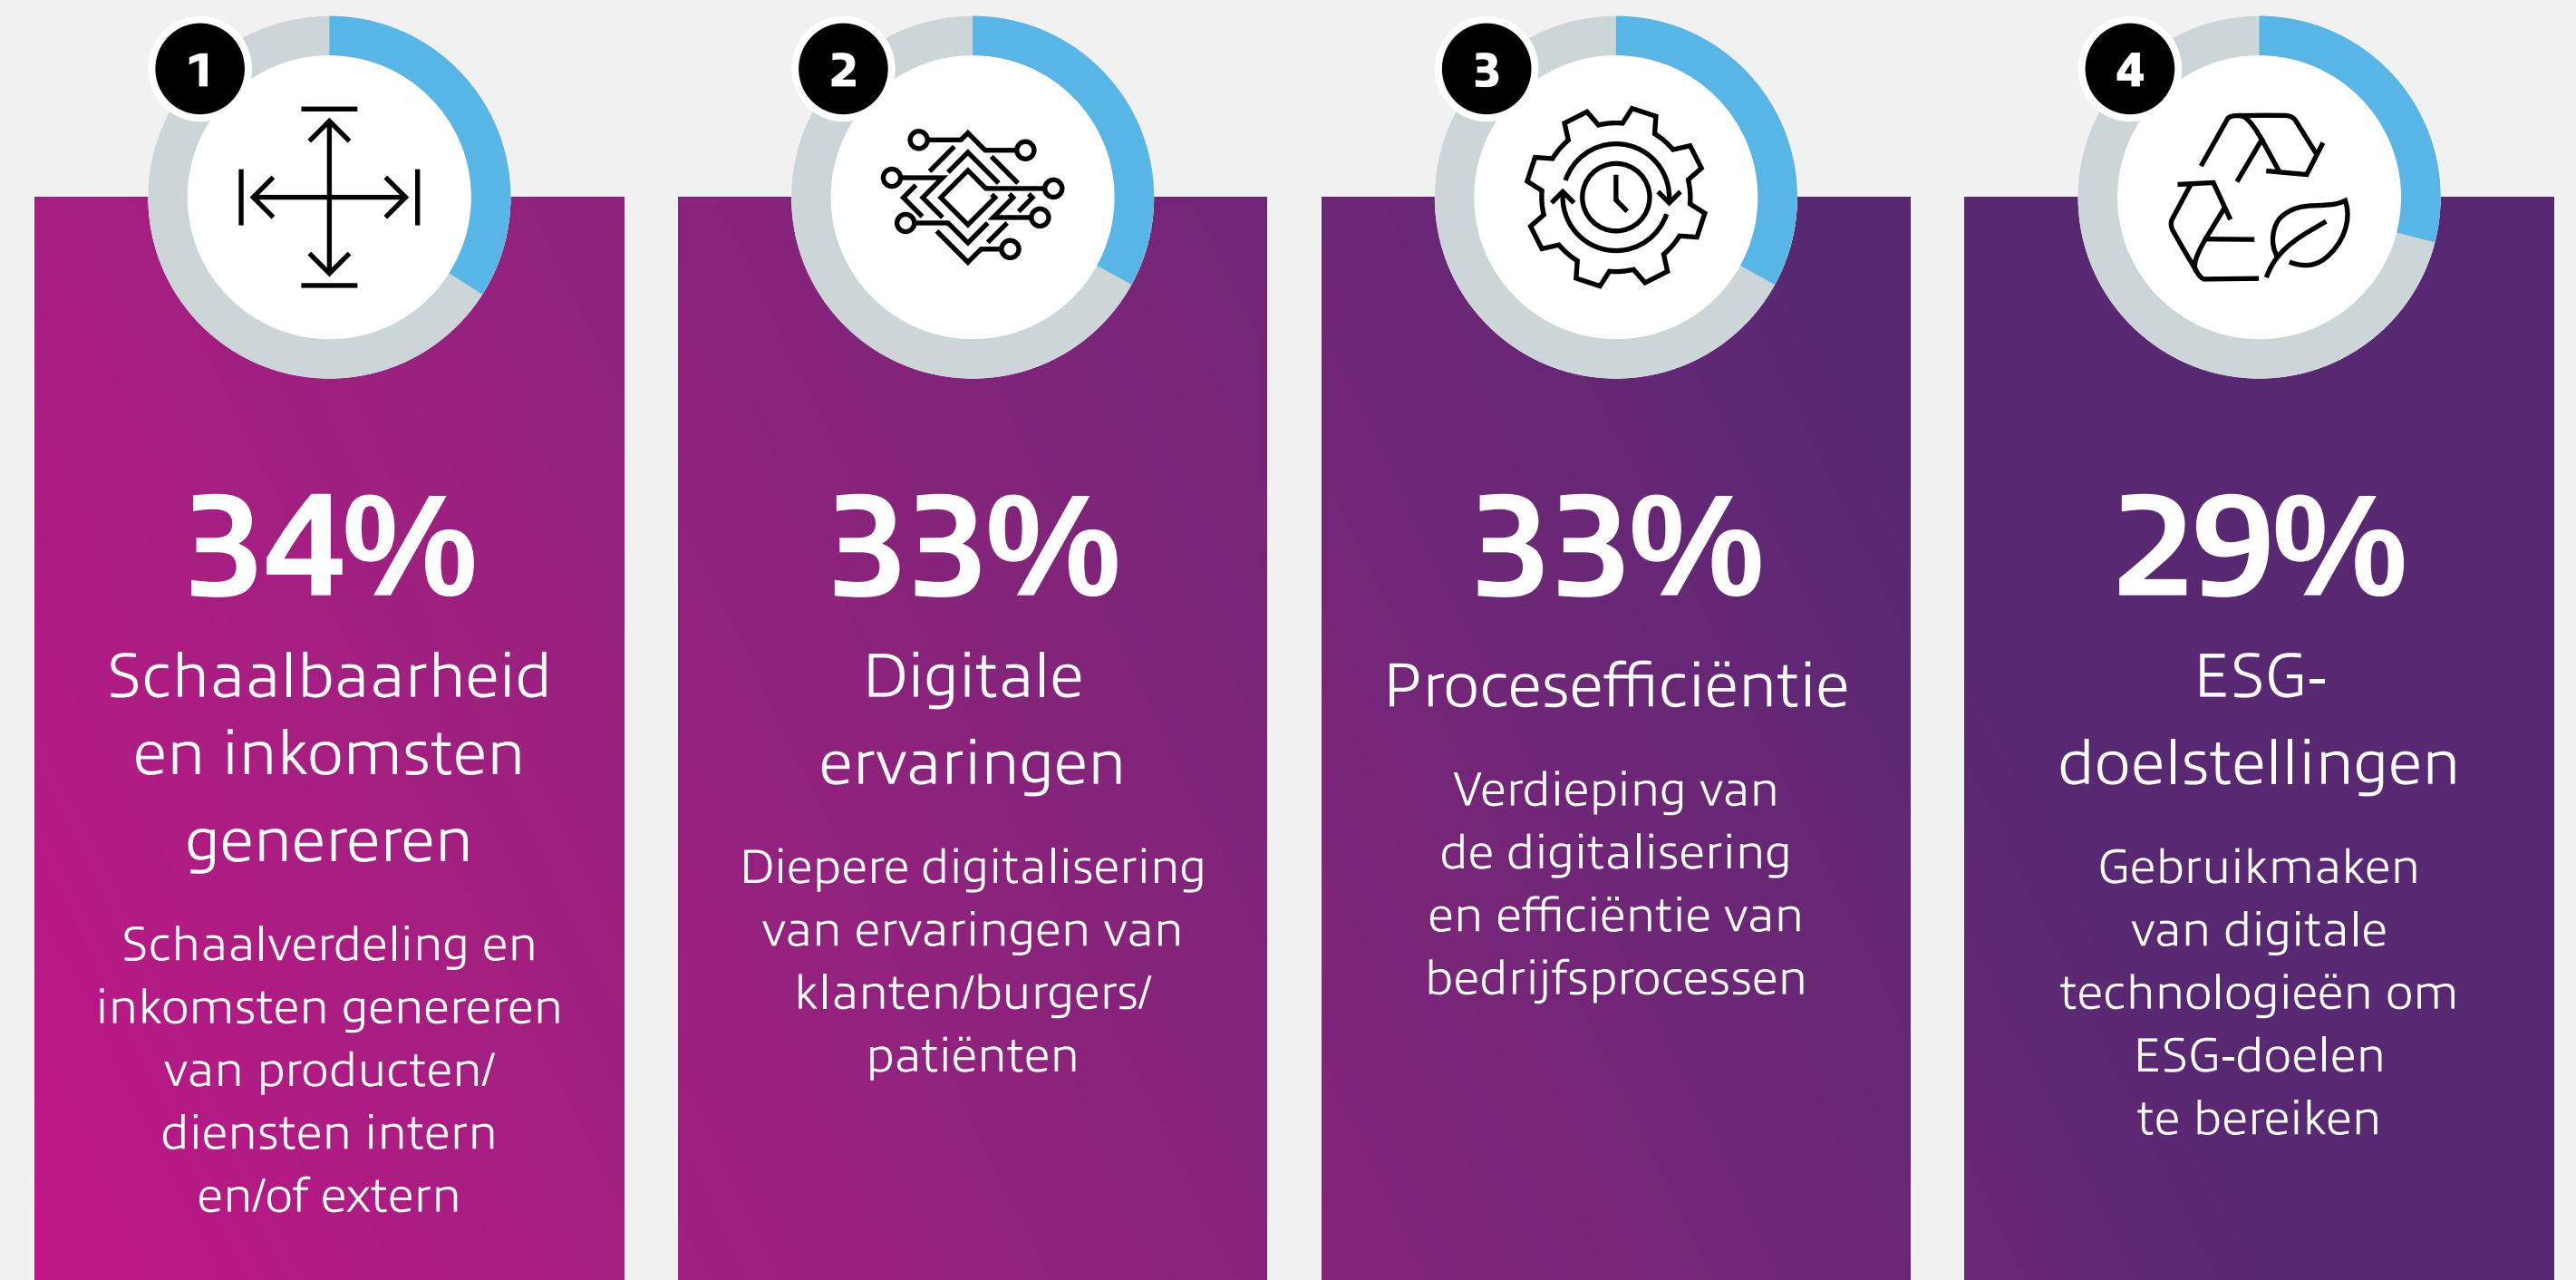 1
34%
Schaalbaarheid
en inkomsten
genereren
Schaalverdeling en
inkomsten genereren
van producten/
diensten intern
en/of extern
2
33%
Digitale
ervaringen
Diepere digitalisering
van ervaringen van
klanten/burgers/
patiënten
3
33%
Procesefficiëntie
Verdieping van
de digitalisering
en efficiëntie van
bedrijfsprocessen
4
29%
ESG-
doelstellingen
Gebruikmaken
van digitale
technologieën om
ESG-doelen
te bereiken